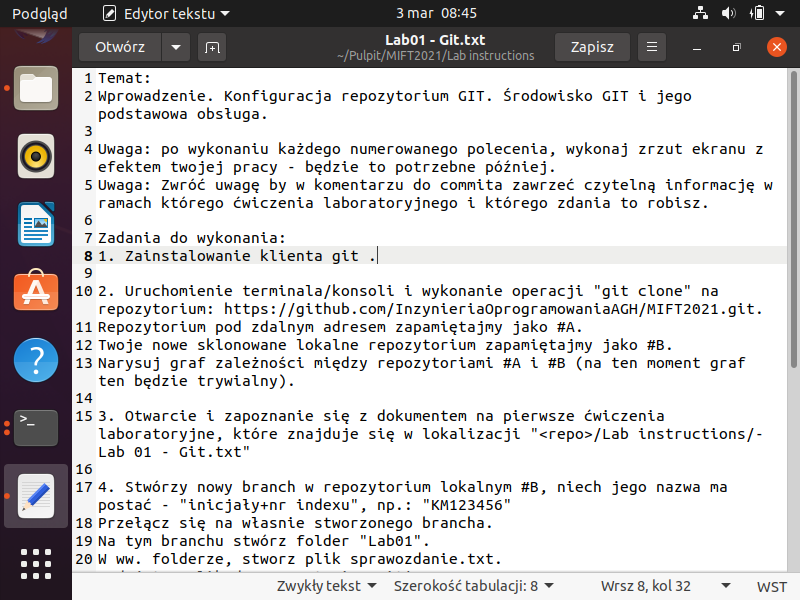 Podgląd
Edytor tekstu
3 mar 08:45
Otwórz
Lab01 - Git.txt
~/Pulpit/MIFT2021/Lab instructions
Zapisz
1 Temat:
2 Wprowadzenie. Konfiguracja repozytorium GIT. Środowisko GIT i jego
podstawowa obsługa.
3
4 Uwaga: po wykonaniu każdego numerowanego polecenia, wykonaj zrzut ekranu z
efektem twojej pracy - będzie to potrzebne później.
5 Uwaga: Zwróć uwagę by w komentarzu do commita zawrzeć czytelną informację w
ramach którego ćwiczenia laboratoryjnego i którego zdania to robisz.
6
7 Zadania do wykonania:
8 1. Zainstalowanie klienta git .
9
10 2. Uruchomienie terminala/konsoli i wykonanie operacji "git clone" na
repozytorium: https://github.com/InzynieriaOprogramowaniaAGH/MIFT2021.git.
11 Repozytorium pod zdalnym adresem zapamiętajmy jako #A.
12 Twoje nowe sklonowane lokalne repozytorium zapamiętajmy jako #B.
13 Narysuj graf zależności między repozytoriami #A i #B (na ten moment graf
ten będzie trywialny).
14
15 3. Otwarcie i zapoznanie się z dokumentem na pierwsze ćwiczenia
laboratoryjne, które znajduje się w lokalizacji "<repo>/Lab instructions/-
Lab 01 - Git.txt"
16
17 4. Stwórzy nowy branch w repozytorium lokalnym #B, niech jego nazwa ma
postać - "inicjały+nr indexu", np.: "KM123456"
18 Przełącz się na własnie stworzonego brancha.
19 Na tym branchu stwórz folder "Lab01".
20 W ww. folderze, stworz plik sprawozdanie.txt.
Zwykły tekst
Szerokość tabulacji: 8
Wrsz 8, kol 32
WST